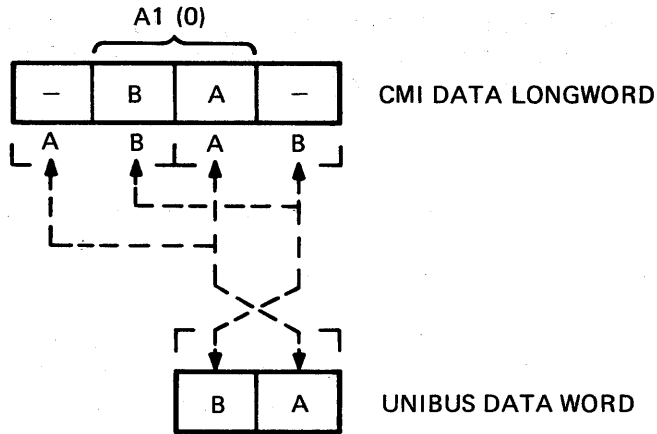 A1 (0)
– B A – CMI DATA LONGWORD
A B A B
B A UNIBUS DATA WORD